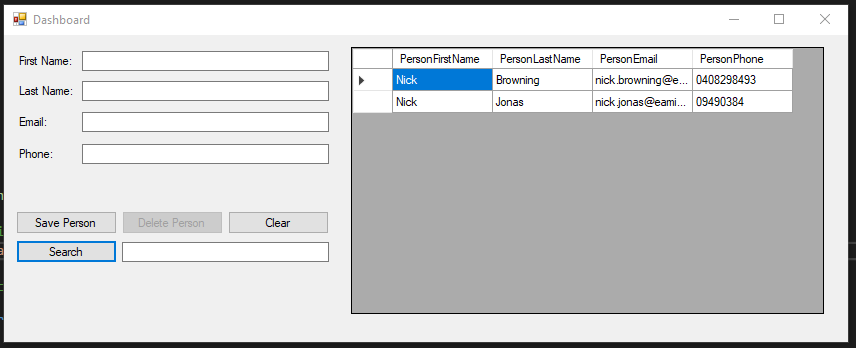 Dashboard
First Name:
Last Name:
Email:
Phone:
Save Person Delete Person Clear
Search
PersonFirstName PersonLastName PersonEmail PersonPhone
Nick Browning nick.browning@e... 0408298493
Nick Jonas nick.jonas@eami... 09490384